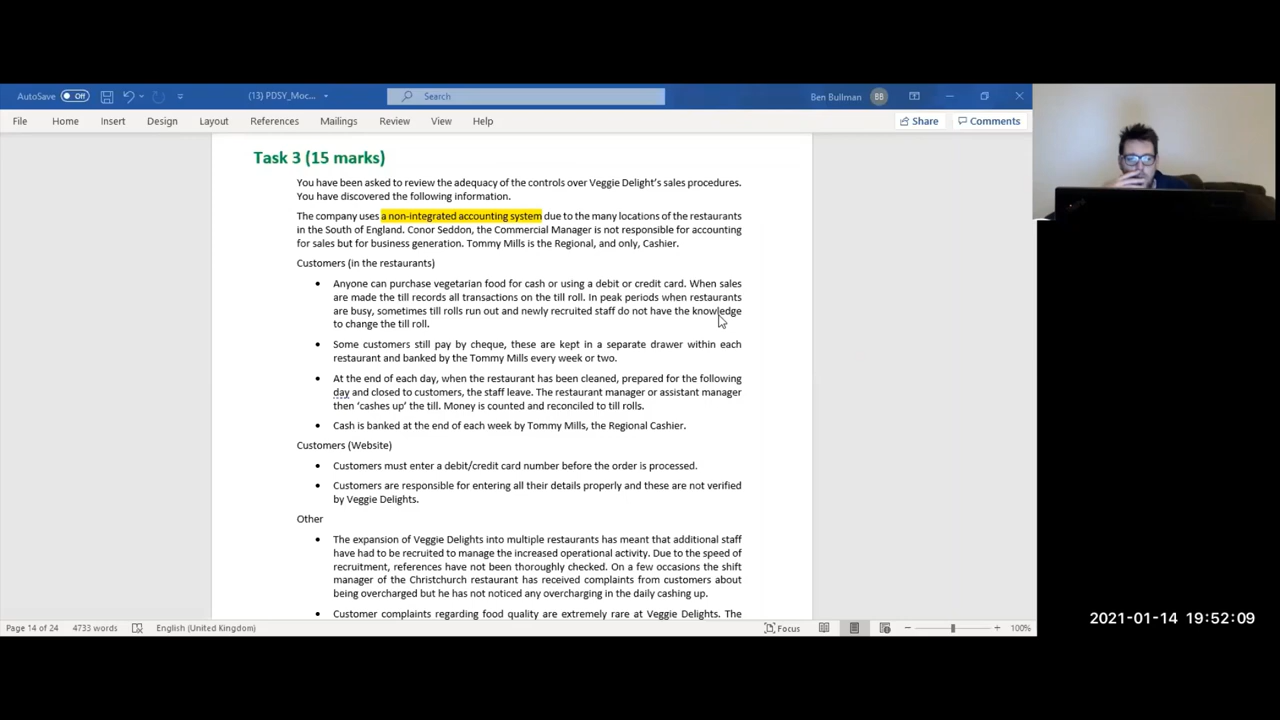 AutoSave Off (13) PDSY_Moc... Search Ben Bullman BB
File Home Insert Design Layout References Mailings Review View Help Share Comments
Task 3 (15 marks)
You have been asked to review the adequacy of the controls over Veggie Delight's sales procedures.
You have discovered the following information.
The company uses a non-integrated accounting system due to the many locations of the restaurants
in the South of England. Conor Seddon, the Commercial Manager is not responsible for accounting
for sales but for business generation. Tommy Mills is the Regional, and only, Cashier.
Customers (in the restaurants)
• Anyone can purchase vegetarian food for cash or using a debit or credit card. When sales
are made the till records all transactions on the till roll. In peak periods when restaurants
are busy, sometimes till rolls run out and newly recruited staff do not have the knowledge
to change the till roll.
• Some customers still pay by cheque, these are kept in a separate drawer within each
restaurant and banked by the Tommy Mills every week or two.
• At the end of each day, when the restaurant has been cleaned, prepared for the following
day and closed to customers, the staff leave. The restaurant manager or assistant manager
then 'cashes up' the till. Money is counted and reconciled to till rolls.
• Cash is banked at the end of each week by Tommy Mills, the Regional Cashier.
Customers (Website)
• Customers must enter a debit/credit card number before the order is processed.
• Customers are responsible for entering all their details properly and these are not verified
by Veggie Delights.
Other
• The expansion of Veggie Delights into multiple restaurants has meant that additional staff
have had to be recruited to manage the increased operational activity. Due to the speed of
recruitment, references have not been thoroughly checked. On a few occasions the shift
manager of the Christchurch restaurant has received complaints from customers about
being overcharged but he has not noticed any overcharging in the daily cashing up.
• Customer complaints regarding food quality are extremely rare at Veggie Delights. The
Page 14 of 24 4733 words English (United Kingdom) Focus 100%
2021-01-14 19:52:09